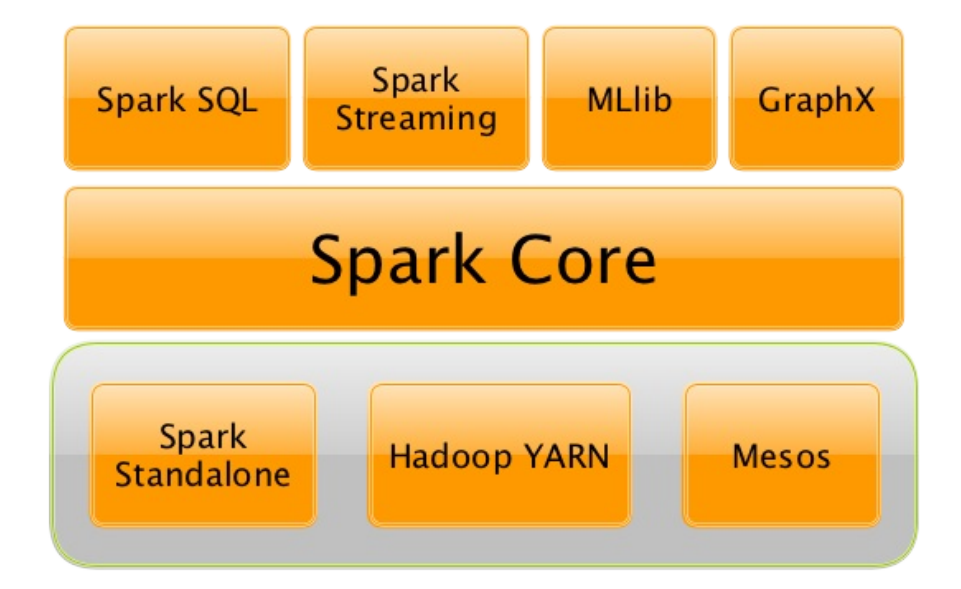 Spark SQL
Spark
Streaming
MLlib
GraphX
Spark Core
Spark
Standalone
Hadoop YARN
Mesos